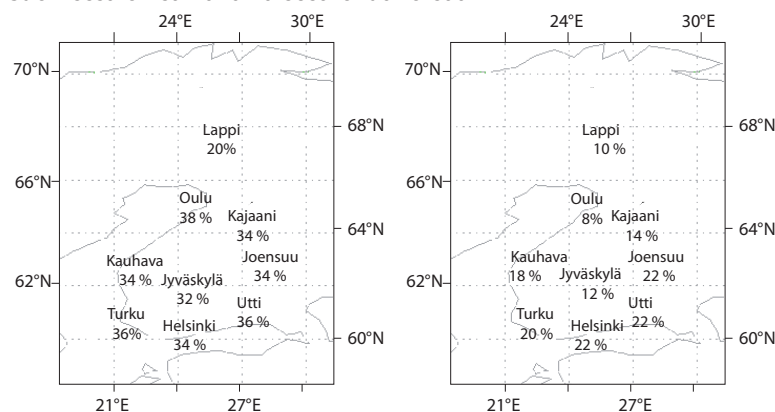 24°E 30°E 24°E 30°E
70°N 70°N
68°N 68°N
Lappi Lappi
20% 10 %
66°N 66°N
Oulu Oulu
38 % 8%
Kajaani Kajaani
34 % 14 %
64°N 64°N
Kauhava Joensuu Kauhava Joensuu
34 % 34 % 18 % 22 %
Jyväskylä Jyväskylä
32 % 12 %
62°N 62°N
Utti Utti
36 % 22 %
Turku Turku
36% 20 %
Helsinki Helsinki
34 % 22 %
60°N 60°N
21°E 27°E 21°E 27°E